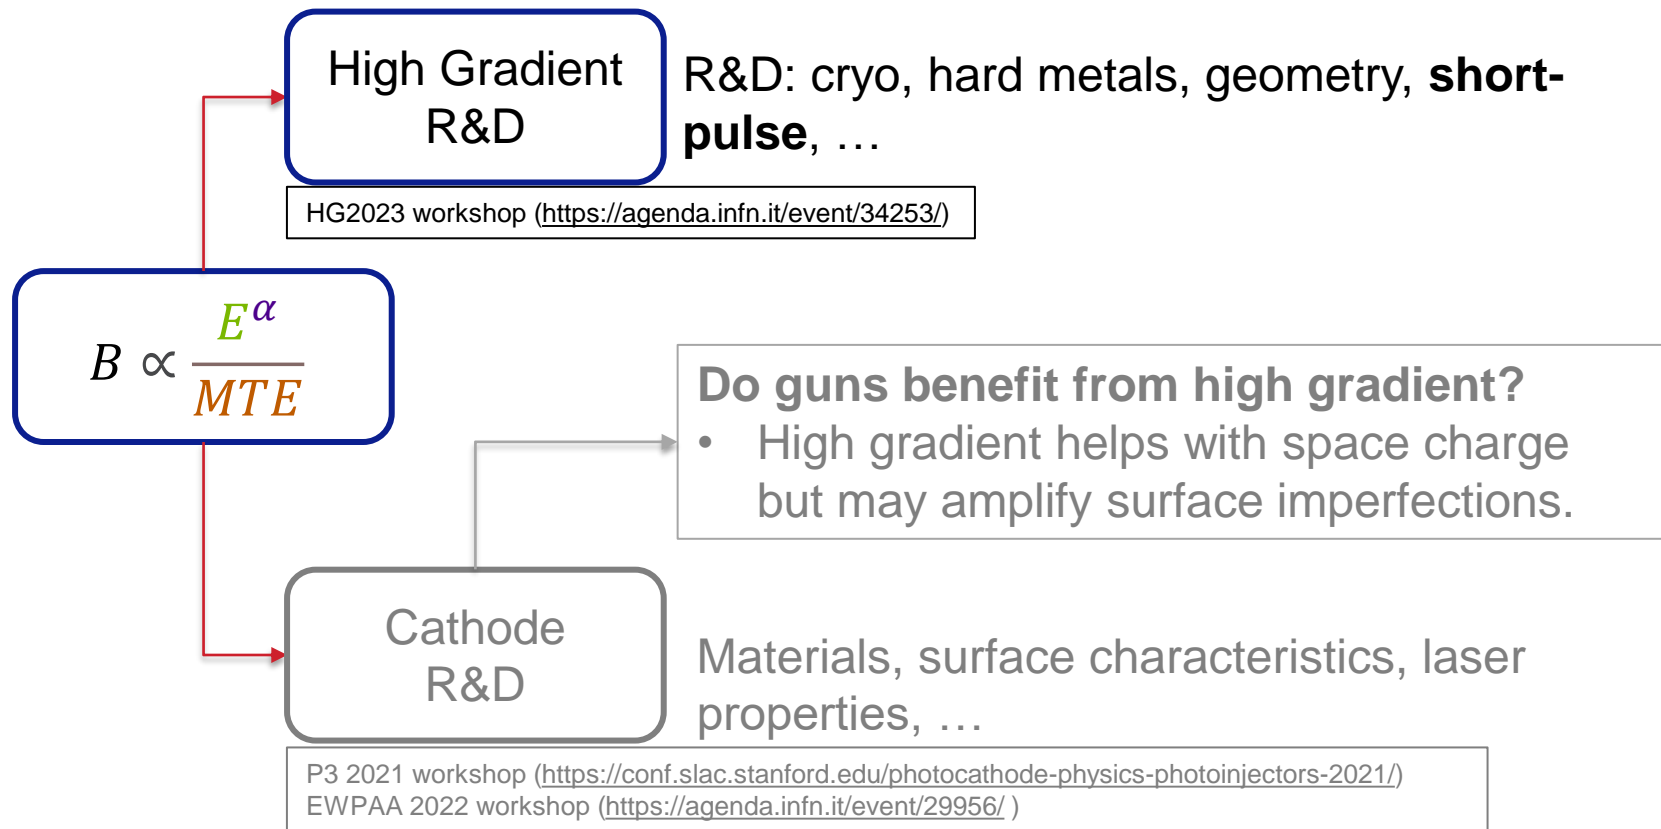 High Gradient
R&D
R&D: cryo, hard metals, geometry, short-
pulse, …
HG2023 workshop (https://agenda.infn.it/event/34253/)
B ∝ E^α / MTE
Do guns benefit from high gradient?
• High gradient helps with space charge
but may amplify surface imperfections.
Cathode
R&D
Materials, surface characteristics, laser
properties, …
P3 2021 workshop (https://conf.slac.stanford.edu/photocathode-physics-photoinjectors-2021/)
EWPAA 2022 workshop (https://agenda.infn.it/event/29956/ )